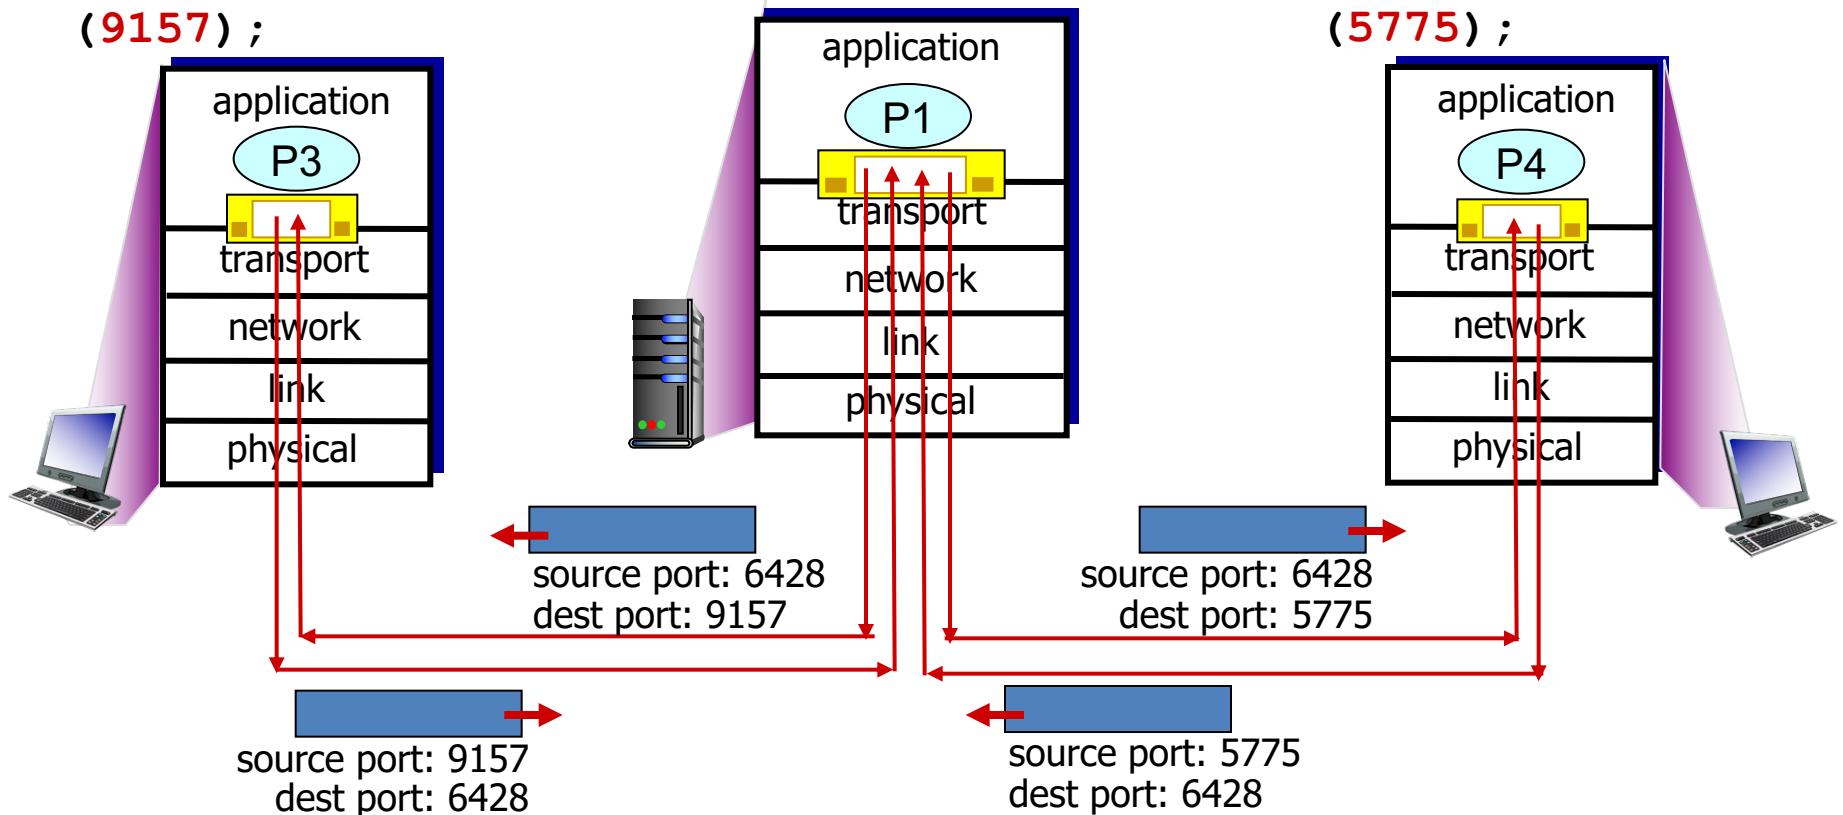 (9157);
(5775);
application
P3
transport
network
link
physical
application
P1
transport
network
link
physical
application
P4
transport
network
link
physical
source port: 6428
dest port: 9157
source port: 6428
dest port: 5775
source port: 9157
dest port: 6428
source port: 5775
dest port: 6428